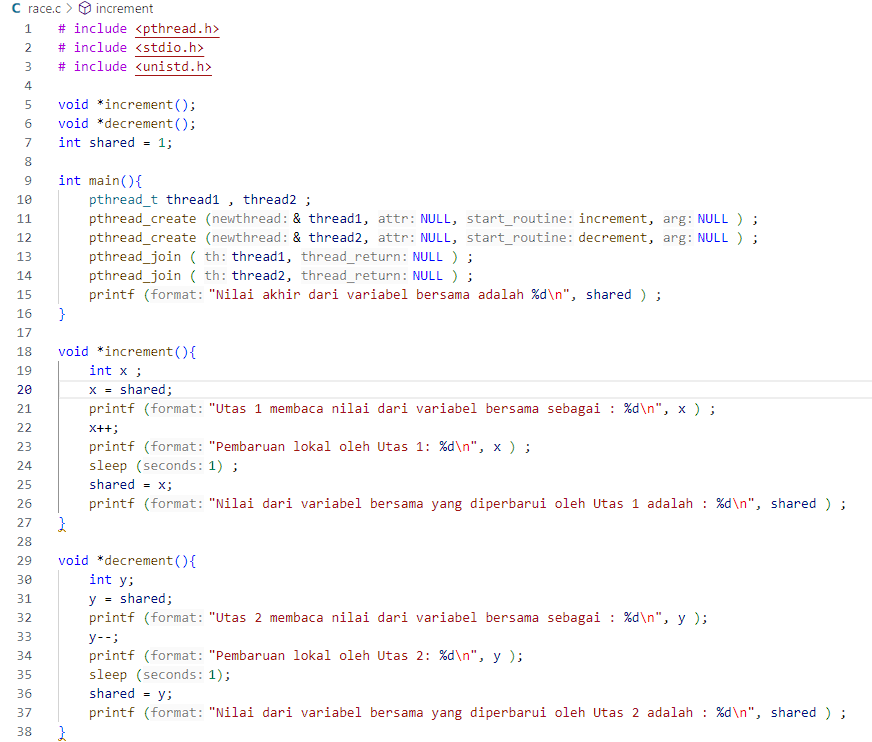 race.c > increment
1 # include <pthread.h>
2 # include <stdio.h>
3 # include <unistd.h>
4
5 void *increment();
6 void *decrement();
7 int shared = 1;
8
9 int main(){
10 pthread_t thread1 , thread2 ;
11 pthread_create (newthread: & thread1, attr: NULL, start_routine: increment, arg: NULL ) ;
12 pthread_create (newthread: & thread2, attr: NULL, start_routine: decrement, arg: NULL ) ;
13 pthread_join ( th: thread1, thread_return: NULL ) ;
14 pthread_join ( th: thread2, thread_return: NULL ) ;
15 printf (format: "Nilai akhir dari variabel bersama adalah %d\n", shared ) ;
16 }
17
18 void *increment(){
19 int x ;
20 x = shared;
21 printf (format: "Utas 1 membaca nilai dari variabel bersama sebagai : %d\n", x ) ;
22 x++;
23 printf (format: "Pembaruan lokal oleh Utas 1: %d\n", x ) ;
24 sleep (seconds: 1) ;
25 shared = x;
26 printf (format: "Nilai dari variabel bersama yang diperbarui oleh Utas 1 adalah : %d\n", shared ) ;
27 }
28
29 void *decrement(){
30 int y;
31 y = shared;
32 printf (format: "Utas 2 membaca nilai dari variabel bersama sebagai : %d\n", y );
33 y--;
34 printf (format: "Pembaruan lokal oleh Utas 2: %d\n", y );
35 sleep (seconds: 1);
36 shared = y;
37 printf (format: "Nilai dari variabel bersama yang diperbarui oleh Utas 2 adalah : %d\n", shared ) ;
38 }